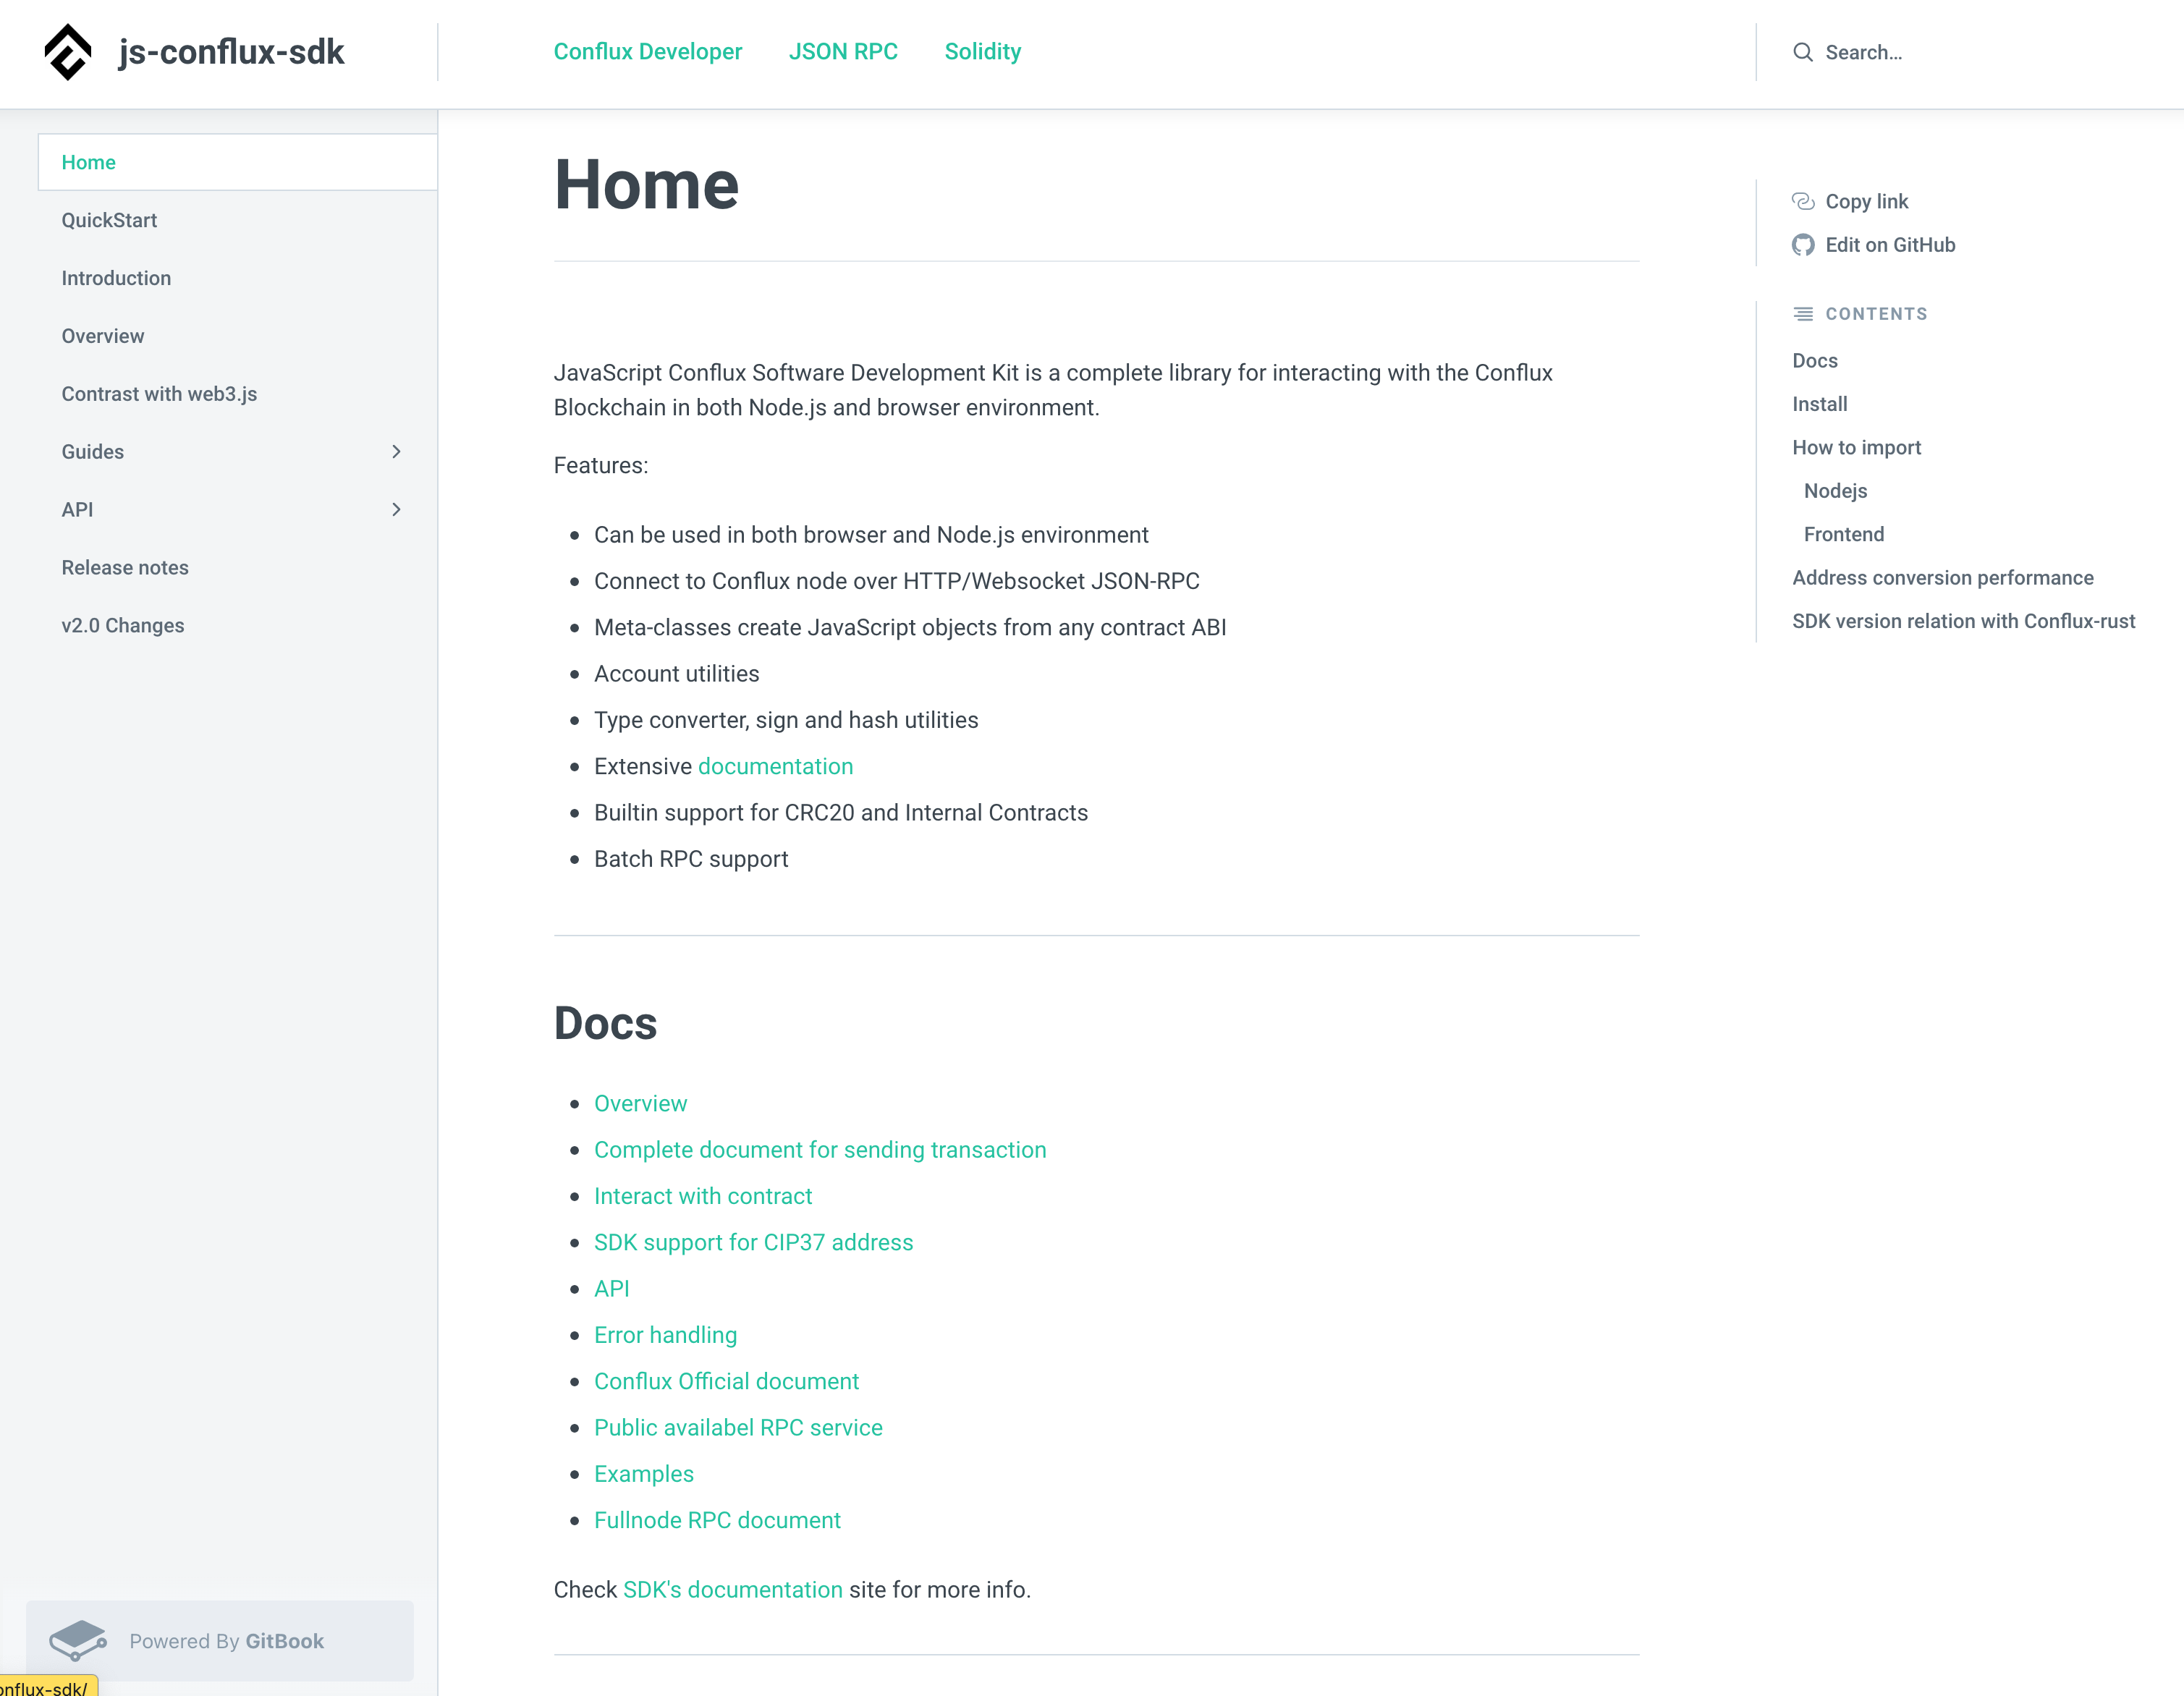 js-conflux-sdk
Conflux Developer
JSON RPC
Solidity
Search...
Home
QuickStart
Introduction
Overview
Contrast with web3.js
Guides
API
Release notes
v2.0 Changes
Powered By GitBook
onflux-sdk/
Home
JavaScript Conflux Software Development Kit is a complete library for interacting with the Conflux
Blockchain in both Node.js and browser environment.
Features:
Can be used in both browser and Node.js environment
Connect to Conflux node over HTTP/Websocket JSON-RPC
Meta-classes create JavaScript objects from any contract ABI
Account utilities
Type converter, sign and hash utilities
Extensive documentation
Builtin support for CRC20 and Internal Contracts
Batch RPC support
Docs
Overview
Complete document for sending transaction
Interact with contract
SDK support for CIP37 address
API
Error handling
Conflux Official document
Public availabel RPC service
Examples
Fullnode RPC document
Check SDK's documentation site for more info.
Copy link
Edit on GitHub
CONTENTS
Docs
Install
How to import
Nodejs
Frontend
Address conversion performance
SDK version relation with Conflux-rust